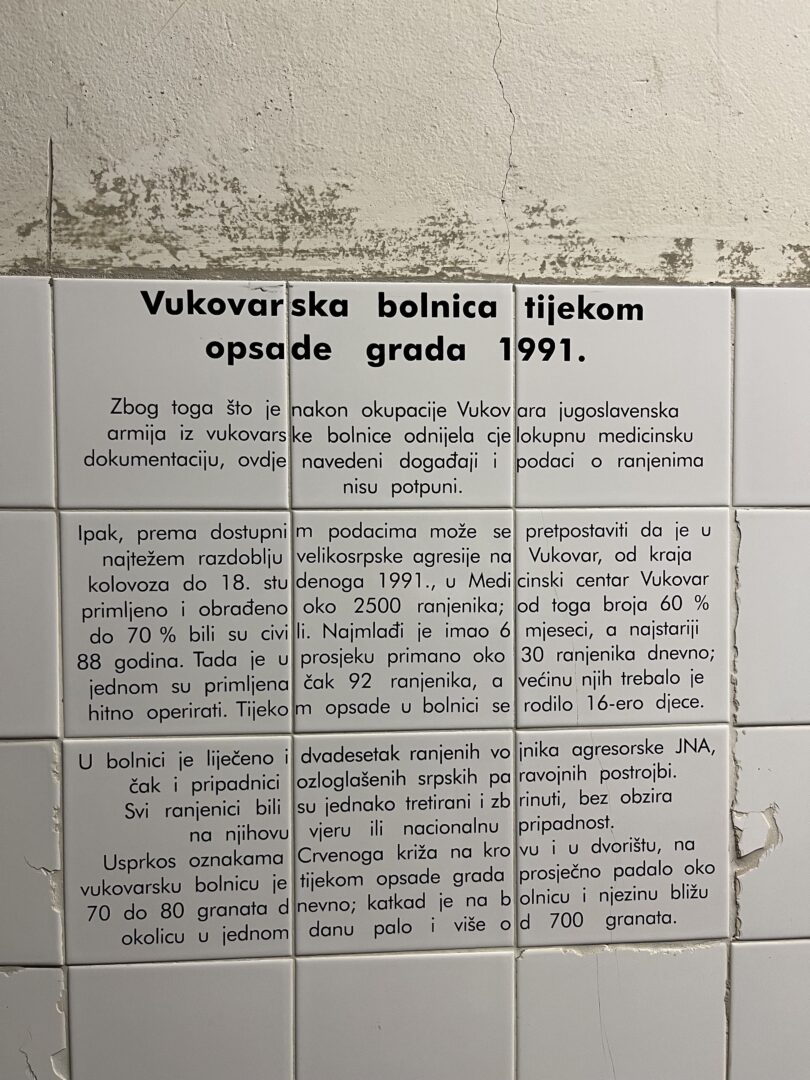 Vukovarska bolnica tijekom
opsade grada 1991.
Zbog toga što je nakon okupacije Vukovara jugoslavenska
armija iz vukovarske bolnice odnijela cjelokupnu medicinsku
dokumentaciju, ovdje navedeni događaji i podaci o ranjenima
nisu potpuni.
Ipak, prema dostupnim podacima može se pretpostaviti da je u
najtežem razdoblju velikosrpske agresije na Vukovar, od kraja
kolovoza do 18. studenoga 1991., u Medicinski centar Vukovar
primljeno i obrađeno oko 2500 ranjenika; od toga broja 60 %
do 70 % bili su civili. Najmlađi je imao 6 mjeseci, a najstariji
88 godina. Tada je u prosjeku primano oko 30 ranjenika dnevno;
jednom su primljena čak 92 ranjenika, a većinu njih trebalo je
hitno operirati. Tijekom opsade u bolnici se rodilo 16-ero djece.
U bolnici je liječeno i dvadesetak ranjenih vojnika agresorske JNA,
čak i pripadnici ozloglašenih srpskih paravojnih postrojbi.
Svi ranjenici bili su jednako tretirani i zbrinuti, bez obzira
na njihovu vjeru ili nacionalnu pripadnost.
Usprkos oznakama Crvenoga križa na krovu i u dvorištu, na
vukovarsku bolnicu je tijekom opsade grada prosječno padalo oko
70 do 80 granata dnevno; katkad je na bolnicu i njezinu bližu
okolicu u jednom danu palo i više od 700 granata.